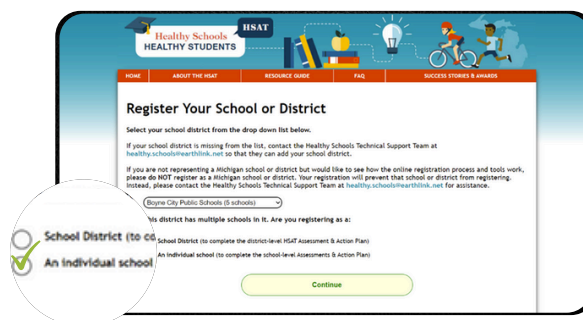 Healthy Schools
HEALTHY STUDENTS
HSAT
HOME ABOUT THE HSAT RESOURCE GUIDE FAQ SUCCESS STORIES & AWARDS
Register Your School or District
Select your school district from the drop down list below.
If your school district is missing from the list, contact the Healthy Schools Technical Support Team at
healthy.schools@earthlink.net so that they can add your school district.
If you are not representing a Michigan school or district but would like to see how the online registration process and tools work,
please do NOT register as a Michigan school or district. Your registration will prevent that school or district from registering.
Instead, please contact the Healthy Schools Technical Support Team at healthy.schools@earthlink.net for assistance.
Boyne City Public Schools (5 schools)
his district has multiple schools in it. Are you registering as a:
School District (to complete the district-level HSAT Assessment & Action Plan)
An individual school (to complete the school-level Assessments & Action Plan)
School District (to co
An individual school
Continue